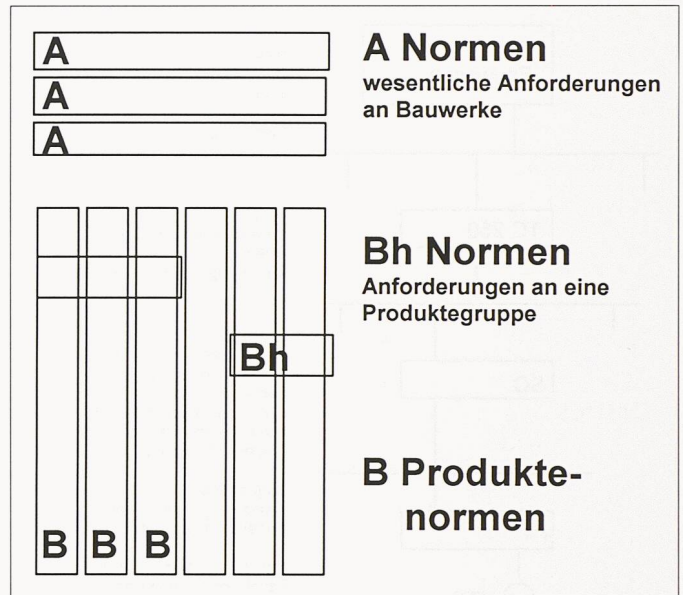 A
A
A
A Normen
wesentliche Anforderungen
an Bauwerke
Bh Normen
Anforderungen an eine
Produktegruppe
Bh
B Produkte-
normen
B B B